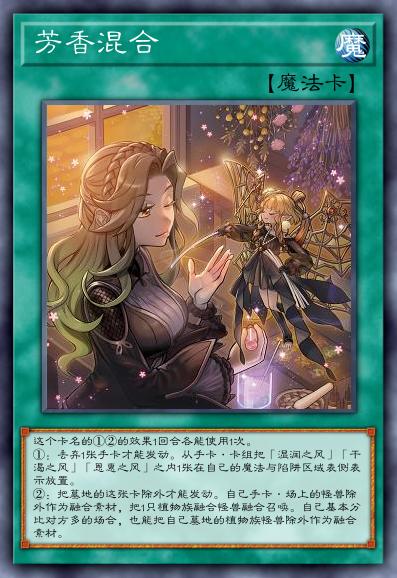 芳香混合
魔
【魔法卡】
这个卡名的①②的效果1回合各能使用1次。
①：丢弃1张手卡才能发动。从手卡·卡组把「湿润之风」「干
渴之风」「恩惠之风」之内1张在自己的魔法与陷阱区域表侧表
示放置。
②：把墓地的这张卡除外才能发动。自己手卡·场上的怪兽除
外作为融合素材，把1只植物族融合怪兽融合召唤。自己基本分
比对方多的场合，也能把自己墓地的植物族怪兽除外作为融合
素材。